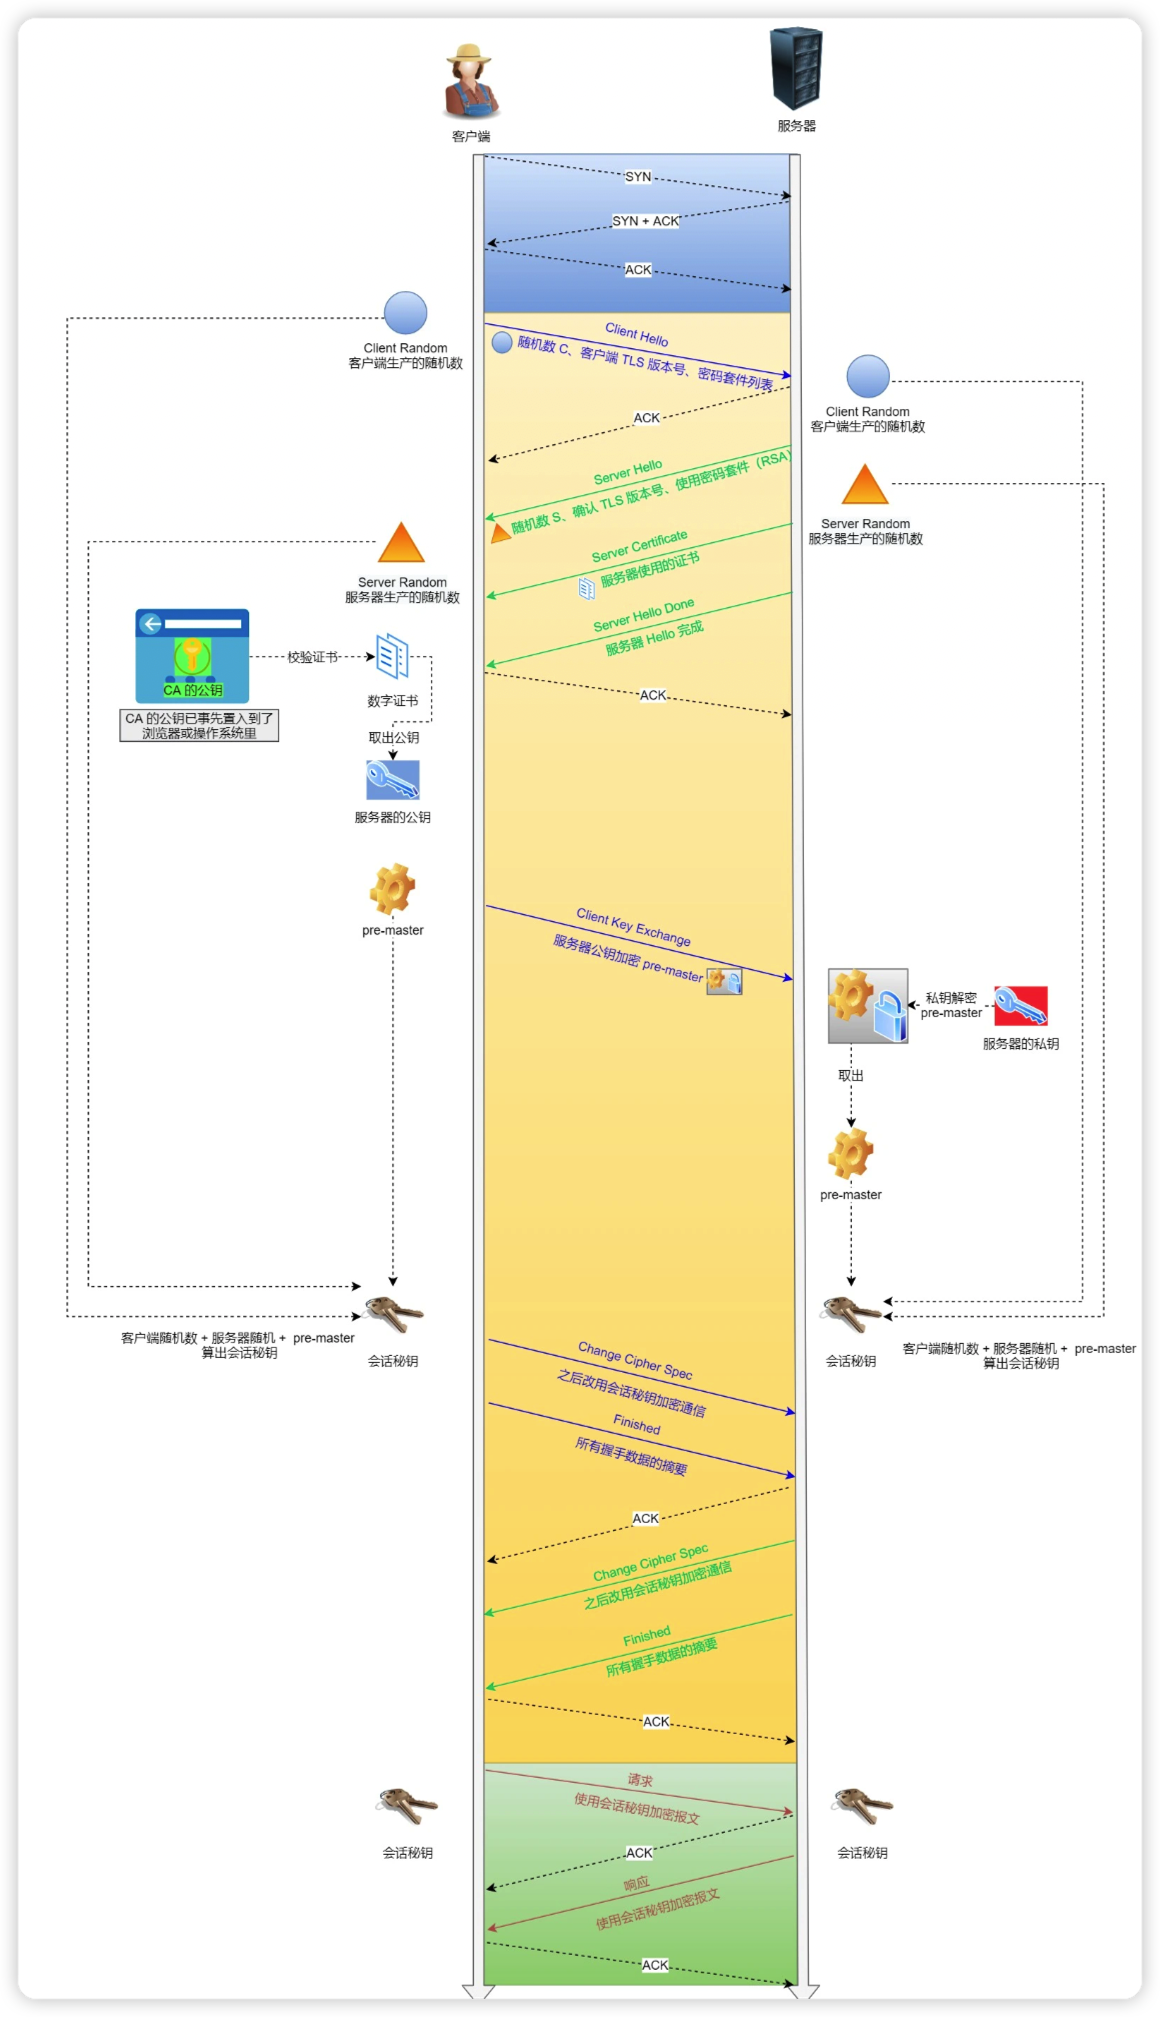 客户端
服务器
SYN
SYN + ACK
ACK
Client Random
客户端生产的随机数
Client Hello
随机数 C、客户端 TLS 版本号、密码套件列表
Client Random
客户端生产的随机数
ACK
Server Hello
随机数 S、确认 TLS 版本号、使用密码套件（RSA）
Server Random
服务器生产的随机数
Server Certificate
服务器使用的证书
Server Random
服务器生产的随机数
Server Hello Done
服务器 Hello 完成
CA 的公钥
CA 的公钥已事先置入到了
浏览器或操作系统里
校验证书
数字证书
ACK
取出公钥
服务器的公钥
pre-master
Client Key Exchange
服务器公钥加密 pre-master
私钥解密
pre-master
服务器的私钥
取出
pre-master
客户端随机数 + 服务器随机 + pre-master
算出会话秘钥
会话秘钥
会话秘钥
客户端随机数 + 服务器随机 + pre-master
算出会话秘钥
Change Cipher Spec
之后改用会话秘钥加密通信
Finished
所有握手数据的摘要
ACK
Change Cipher Spec
之后改用会话秘钥加密通信
Finished
所有握手数据的摘要
ACK
请求
使用会话秘钥加密报文
会话秘钥
ACK
会话秘钥
响应
使用会话秘钥加密报文
ACK